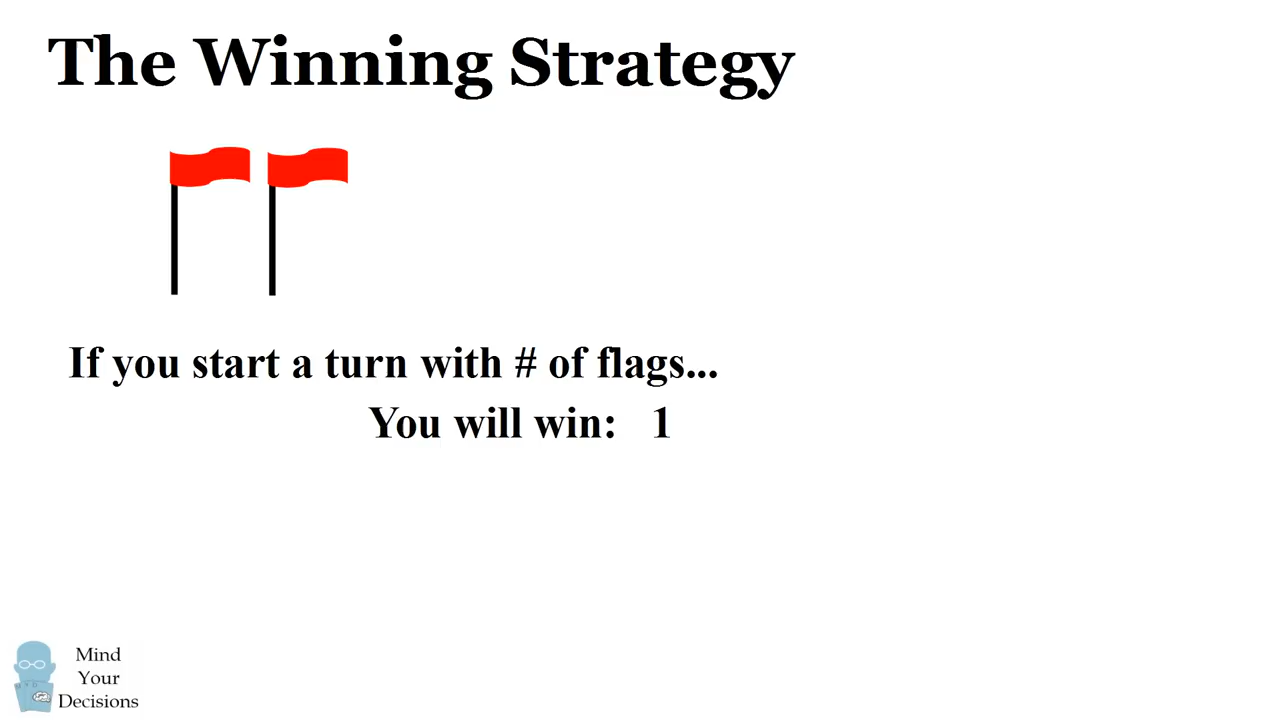 The Winning Strategy
If you start a turn with # of flags...
You will win: 1
Mind
Your
Decisions